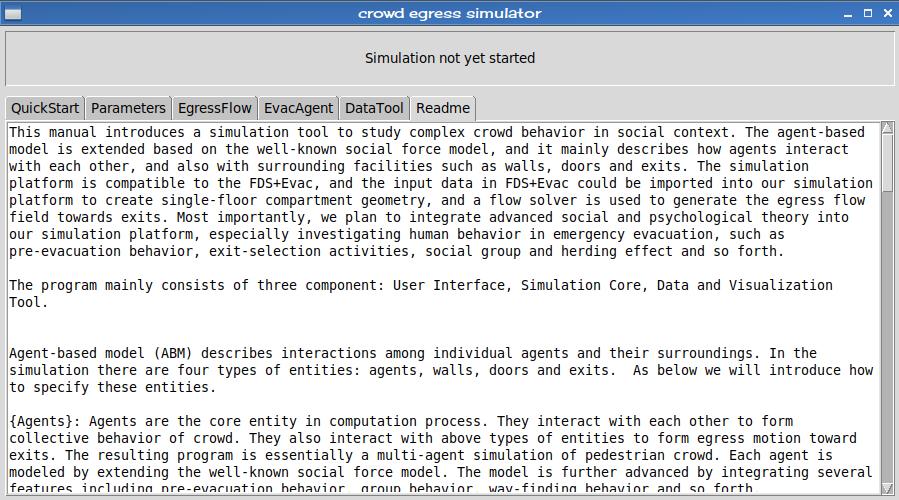 crowd egress simulator
Simulation not yet started
QuickStart Parameters EgressFlow EvacAgent DataTool Readme
This manual introduces a simulation tool to study complex crowd behavior in social context. The agent-based
model is extended based on the well-known social force model, and it mainly describes how agents interact
with each other, and also with surrounding facilities such as walls, doors and exits. The simulation
platform is compatible to the FDS+Evac, and the input data in FDS+Evac could be imported into our simulation
platform to create single-floor compartment geometry, and a flow solver is used to generate the egress flow
field towards exits. Most importantly, we plan to integrate advanced social and psychological theory into
our simulation platform, especially investigating human behavior in emergency evacuation, such as
pre-evacuation behavior, exit-selection activities, social group and herding effect and so forth.
The program mainly consists of three component: User Interface, Simulation Core, Data and Visualization
Tool.
Agent-based model (ABM) describes interactions among individual agents and their surroundings. In the
simulation there are four types of entities: agents, walls, doors and exits.  As below we will introduce how
to specify these entities.
{Agents}: Agents are the core entity in computation process. They interact with each other to form
collective behavior of crowd. They also interact with above types of entities to form egress motion toward
exits. The resulting program is essentially a multi-agent simulation of pedestrian crowd. Each agent is
modeled by extending the well-known social force model. The model is further advanced by integrating several
features including pre-evacuation behavior, group behavior, way-finding behavior and so forth.